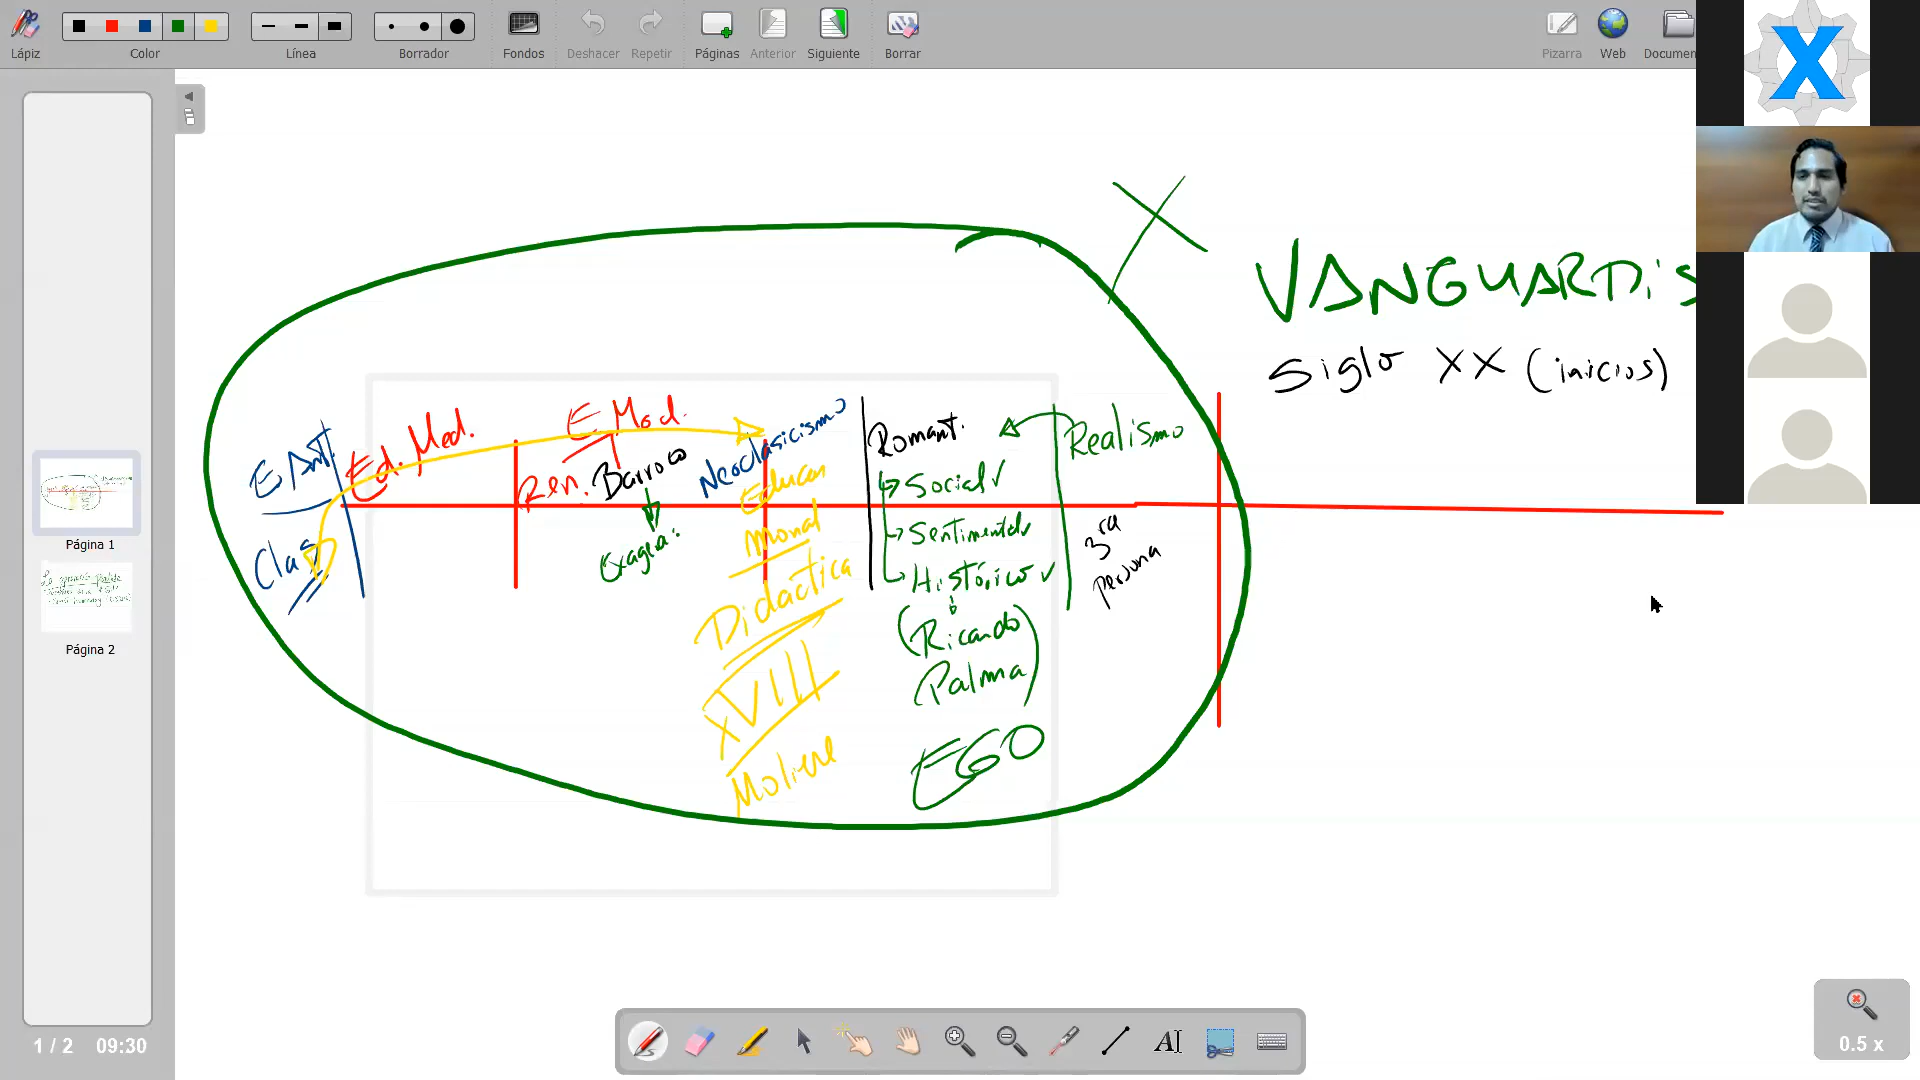 Lápiz
Color
Línea
Borrador
Fondos
Deshacer
Repetir
Páginas
Anterior
Siguiente
Borrar
Pizarra
Web
Documen
X
VANGUARDIS
Siglo XX (inicios)
E Ant.
Ed. Med.
E Mod.
Ren.
Barroco
Neoclasicismo
Romant.
Realismo
Clas
Exagera:
Educar
Moral
Didáctica
XVIII
Moliere
Social ✓
Sentimental
Histórico ✓
(Ricardo
Palma)
EGO
3ra
persona
Página 1
Página 2
1 / 2 09:30
AI
0.5 x